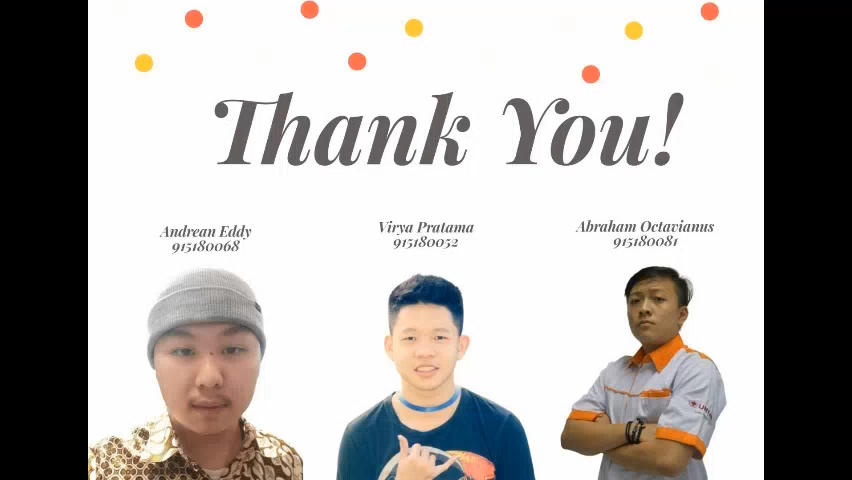 Thank You!
Andrean Eddy
915180068
Virya Pratama
915180052
Abraham Octavianus
915180081